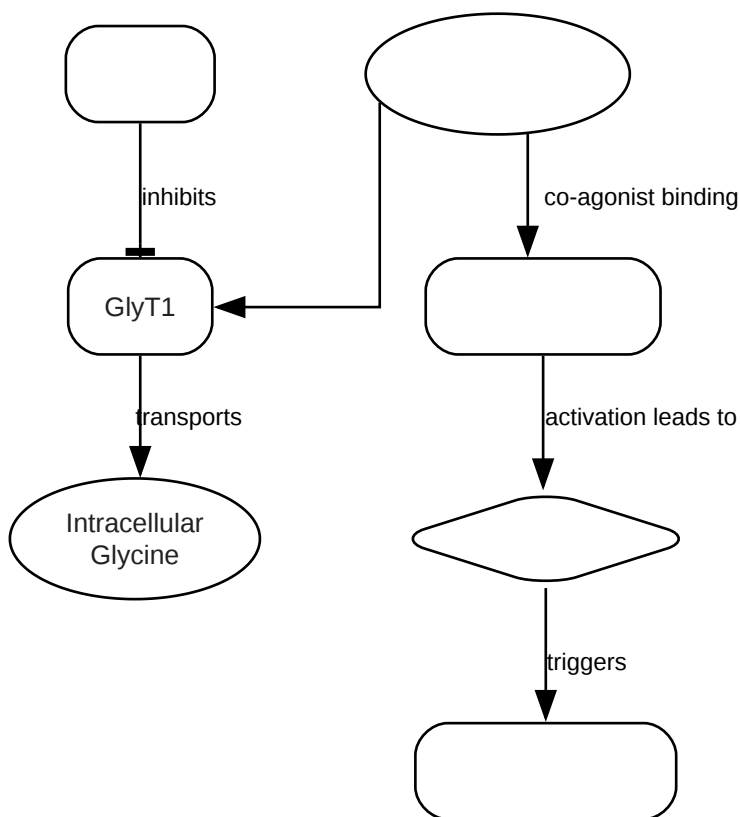 inhibits
co-agonist binding
GlyT1
transports
activation leads to
Intracellular
Glycine
triggers